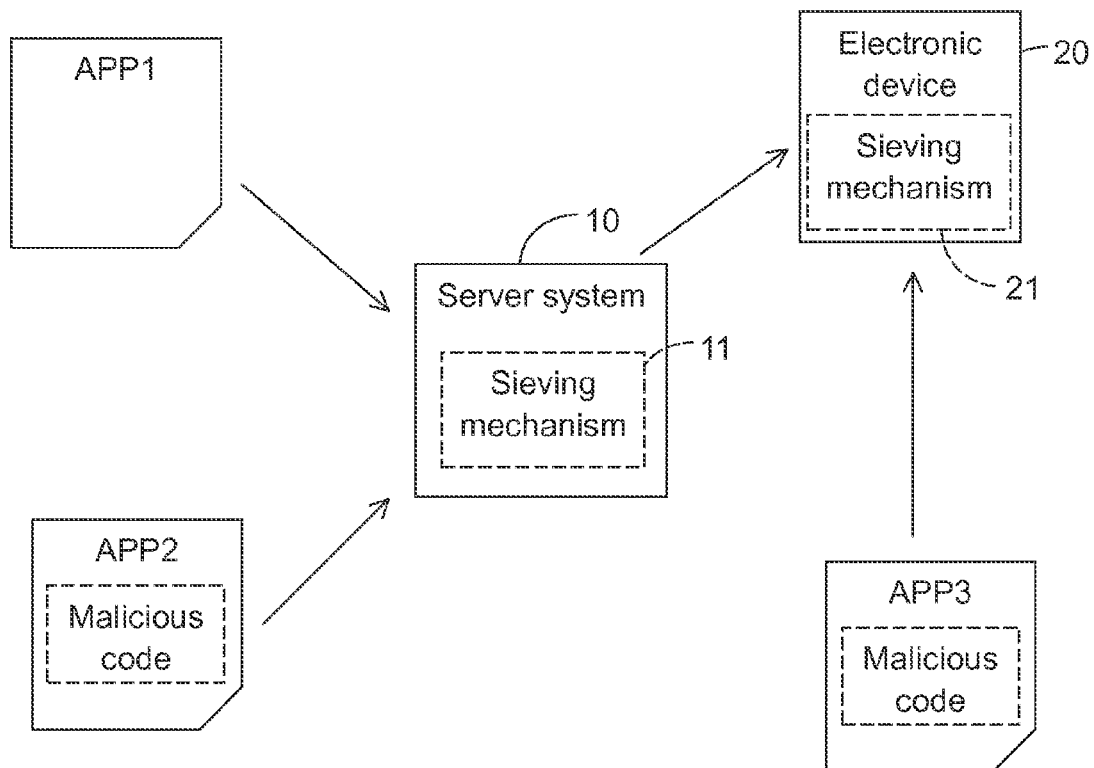 APP1
Electronic
device
20
Sieving
mechanism
21
10
Server system
11
Sieving
mechanism
APP2
Malicious
code
APP3
Malicious
code